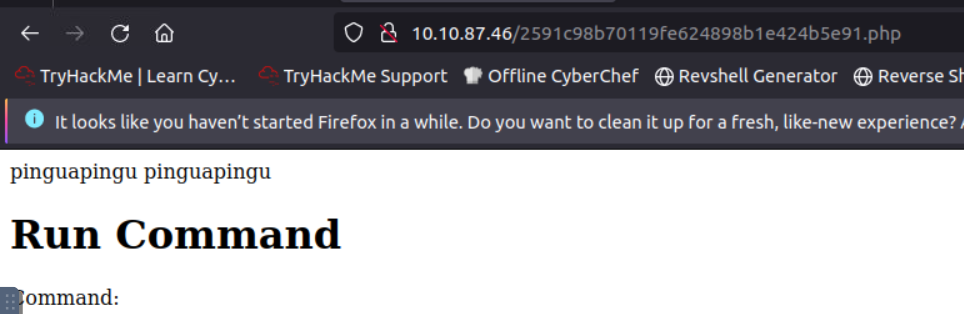 10.10.87.46/2591c98b70119fe624898b1e424b5e91.php
TryHackMe | Learn Cy... TryHackMe Support Offline CyberChef Revshell Generator Reverse Sh
It looks like you haven’t started Firefox in a while. Do you want to clean it up for a fresh, like-new experience?
pinguapingu pinguapingu
Run Command
Command: